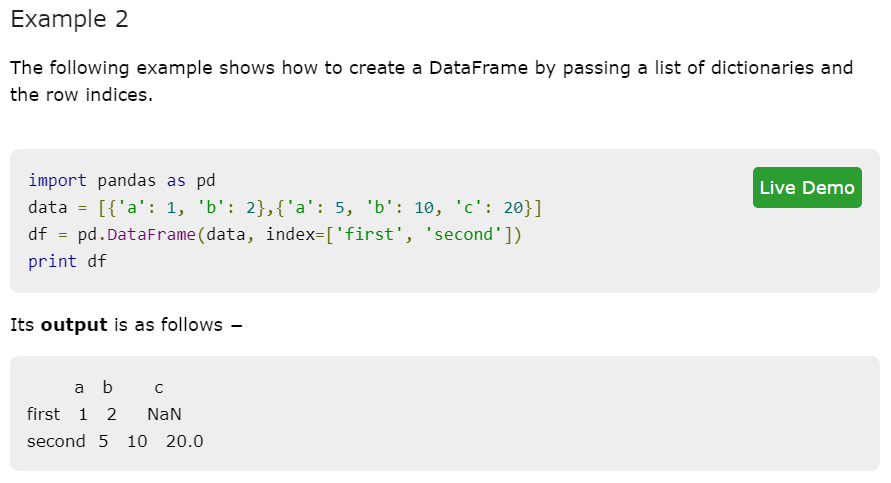 Example 2
The following example shows how to create a DataFrame by passing a list of dictionaries and
the row indices.
import pandas as pd
Live Demo
data = [{'a': 1, 'b': 2},{'a': 5, 'b': 10, 'c': 20}]
df = pd.DataFrame(data, index=['first', 'second'])
print df
Its output is as follows −
a b c
first 1 2 NaN
second 5 10 20.0